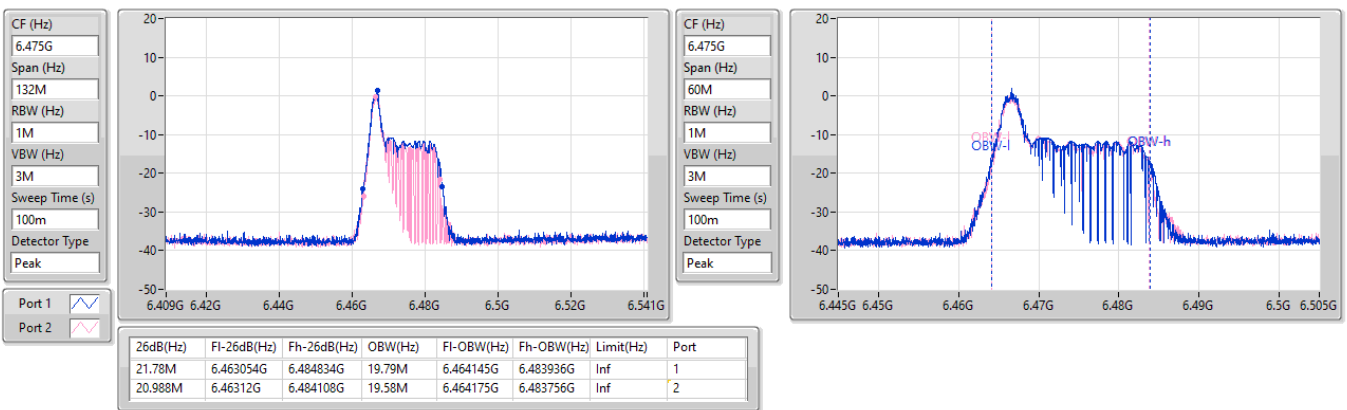 CF (Hz)
6.475G
Span (Hz)
132M
RBW (Hz)
1M
VBW (Hz)
3M
Sweep Time (s)
100m
Detector Type
Peak
Port 1
Port 2
20
10
0
-10
-20
-30
-40
-50
6.409G 6.42G 6.44G 6.46G 6.48G 6.5G 6.52G 6.541G
CF (Hz)
6.475G
Span (Hz)
60M
RBW (Hz)
1M
VBW (Hz)
3M
Sweep Time (s)
100m
Detector Type
Peak
20
10
0
-10
-20
-30
-40
-50
OBW-l
OBW-l
OBW-h
6.445G 6.45G 6.46G 6.47G 6.48G 6.49G 6.5G 6.505G
26dB(Hz) Fl-26dB(Hz) Fh-26dB(Hz) OBW(Hz) Fl-OBW(Hz) Fh-OBW(Hz) Limit(Hz) Port
21.78M 6.463054G 6.484834G 19.79M 6.464145G 6.483936G Inf 1
20.988M 6.46312G 6.484108G 19.58M 6.464175G 6.483756G Inf 2